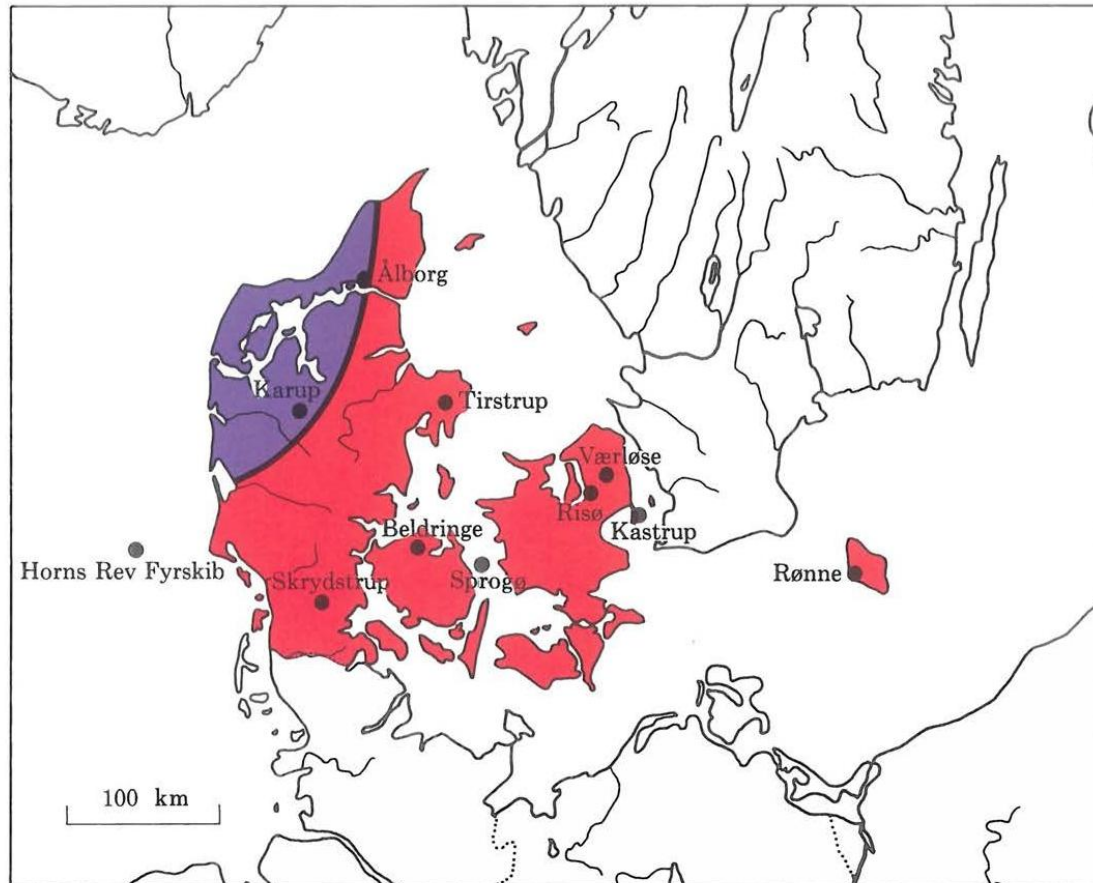 Ålborg
Karup
Tirstrup
Værløse
Risø
Kastrup
Beldringe
Horns Rev Fyrskib
Sprogø
Rønne
Skrydstrup
100 km